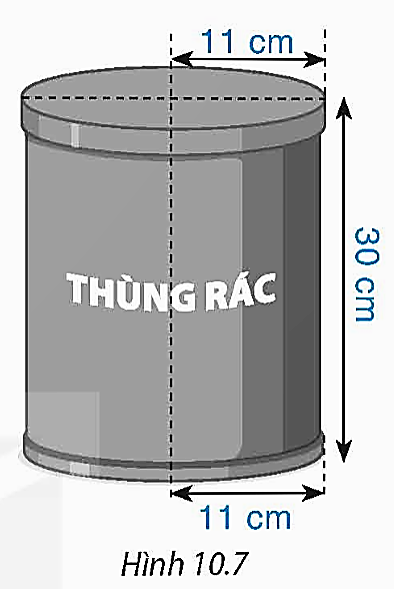 11 cm
THÙNG RÁC
30 cm
11 cm
Hình 10.7